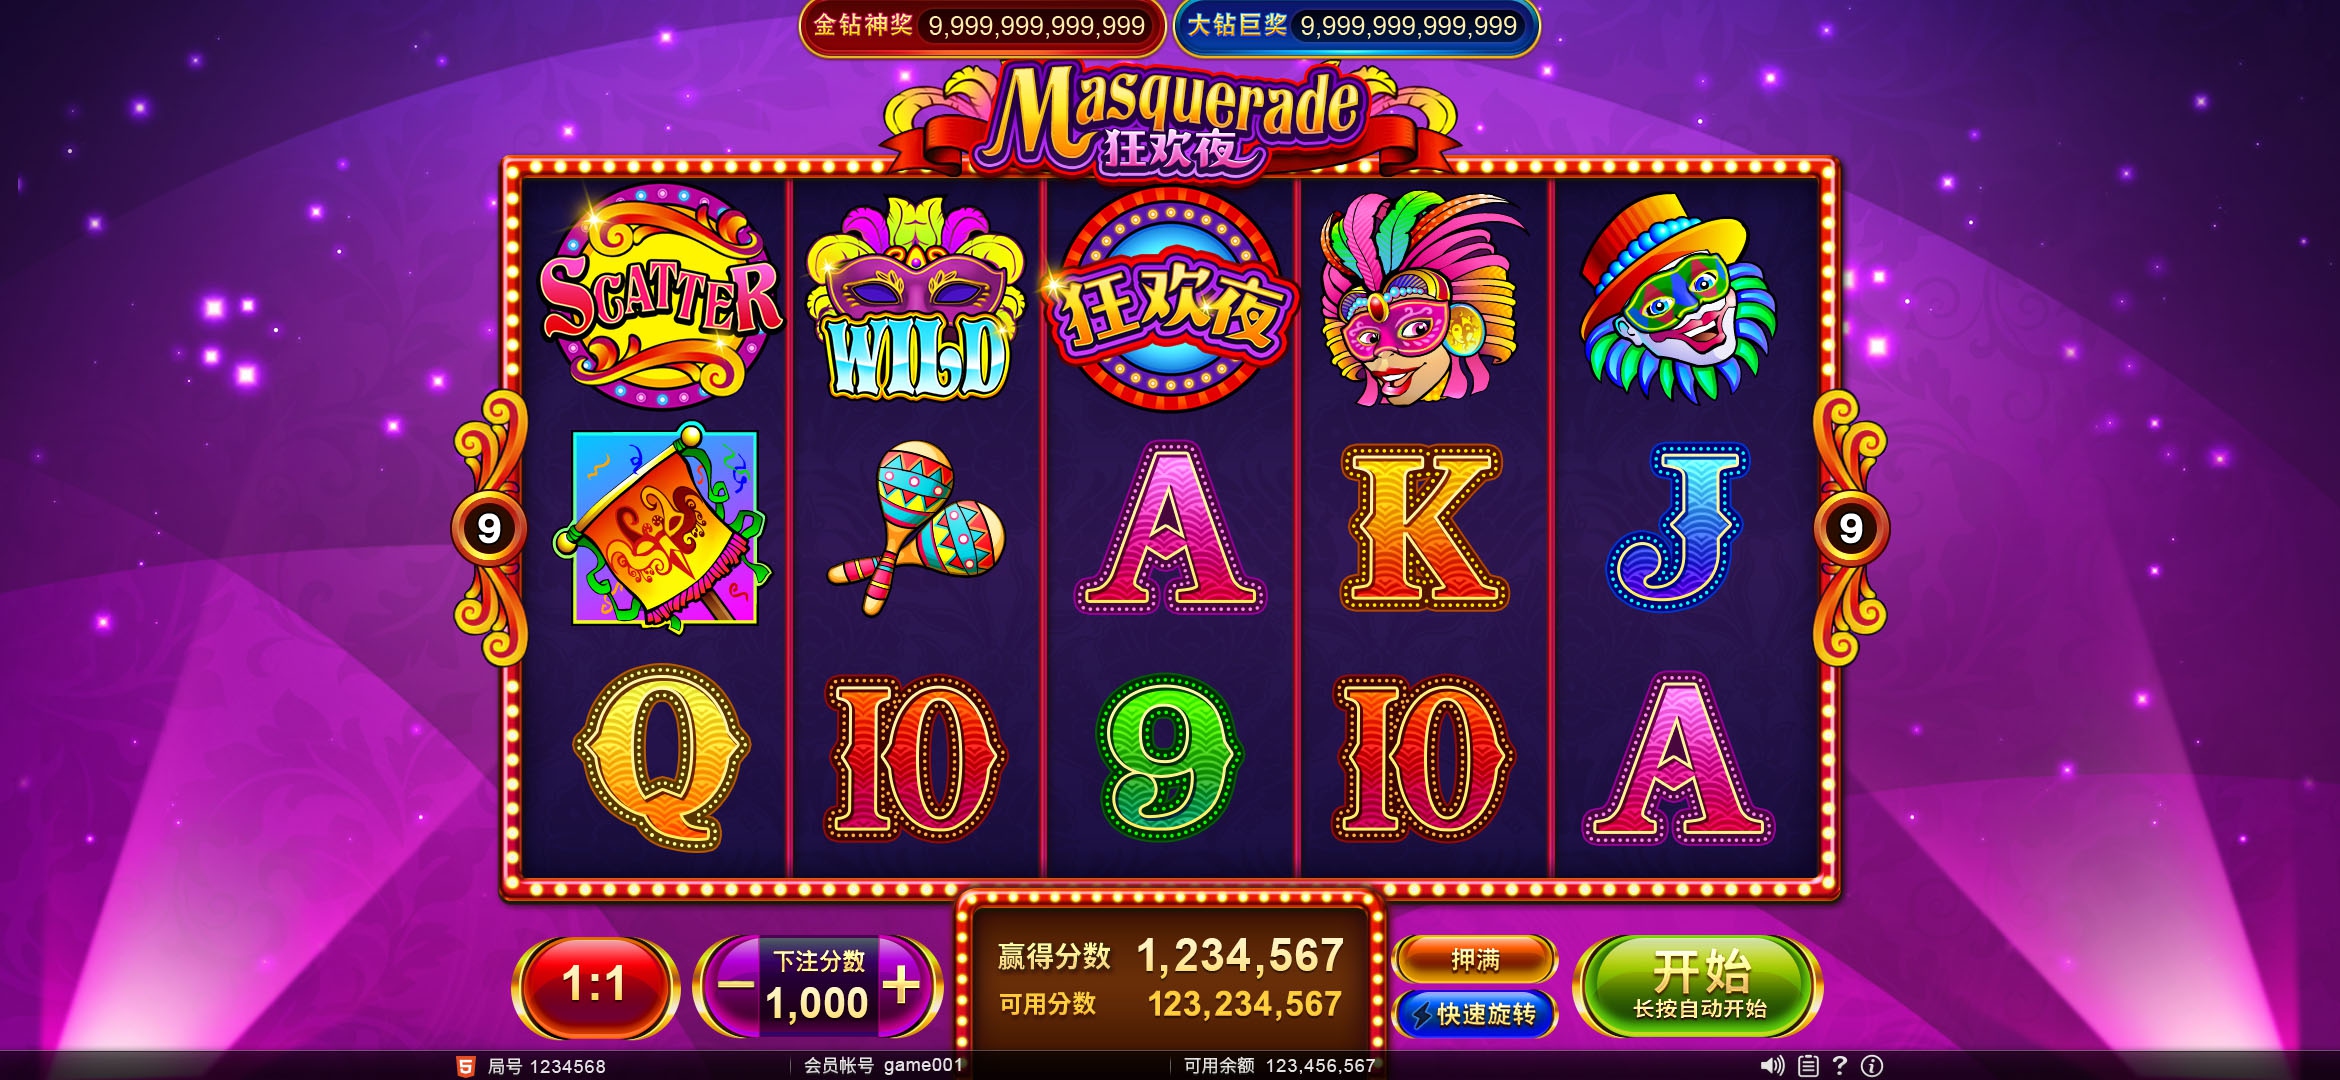 金钻神奖 9,999,999,999,999 大钻巨奖 9,999,999,999,999
Masquerade
狂欢夜
SCATTER WILD 狂欢夜
9 A K J 9
Q 10 9 10 A
1:1
下注分数
− 1,000 +
赢得分数 1,234,567
可用分数 123,234,567
押满
快速旋转
开始
长按自动开始
5 局号 1234568 会员帐号 game001 可用余额 123,456,567 ? i